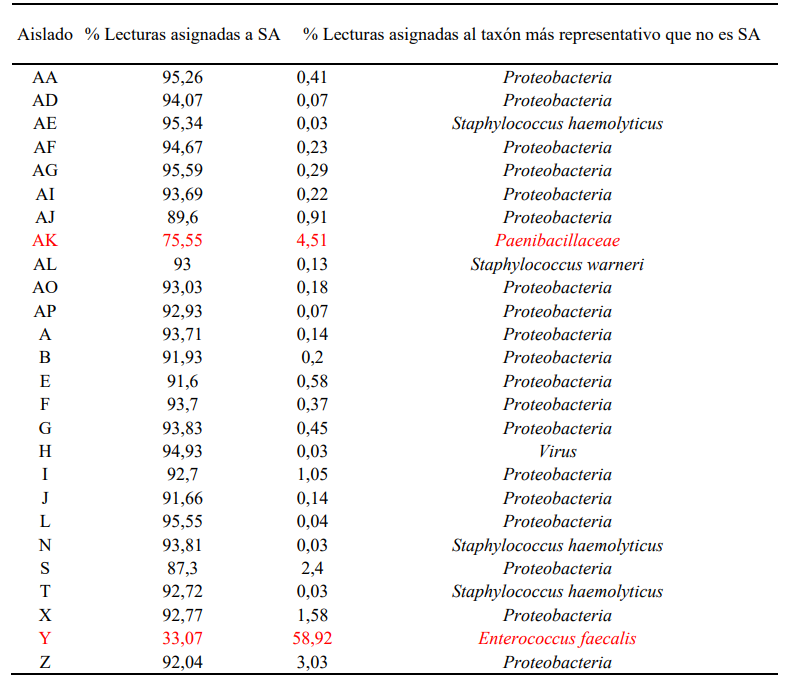 Aislado % Lecturas asignadas a SA % Lecturas asignadas al taxón más representativo que no es SA
AA 95,26 0,41 Proteobacteria
AD 94,07 0,07 Proteobacteria
AE 95,34 0,03 Staphylococcus haemolyticus
AF 94,67 0,23 Proteobacteria
AG 95,59 0,29 Proteobacteria
AI 93,69 0,22 Proteobacteria
AJ 89,6 0,91 Proteobacteria
AK 75,55 4,51 Paenibacillaceae
AL 93 0,13 Staphylococcus warneri
AO 93,03 0,18 Proteobacteria
AP 92,93 0,07 Proteobacteria
A 93,71 0,14 Proteobacteria
B 91,93 0,2 Proteobacteria
E 91,6 0,58 Proteobacteria
F 93,7 0,37 Proteobacteria
G 93,83 0,45 Proteobacteria
H 94,93 0,03 Virus
I 92,7 1,05 Proteobacteria
J 91,66 0,14 Proteobacteria
L 95,55 0,04 Proteobacteria
N 93,81 0,03 Staphylococcus haemolyticus
S 87,3 2,4 Proteobacteria
T 92,72 0,03 Staphylococcus haemolyticus
X 92,77 1,58 Proteobacteria
Y 33,07 58,92 Enterococcus faecalis
Z 92,04 3,03 Proteobacteria